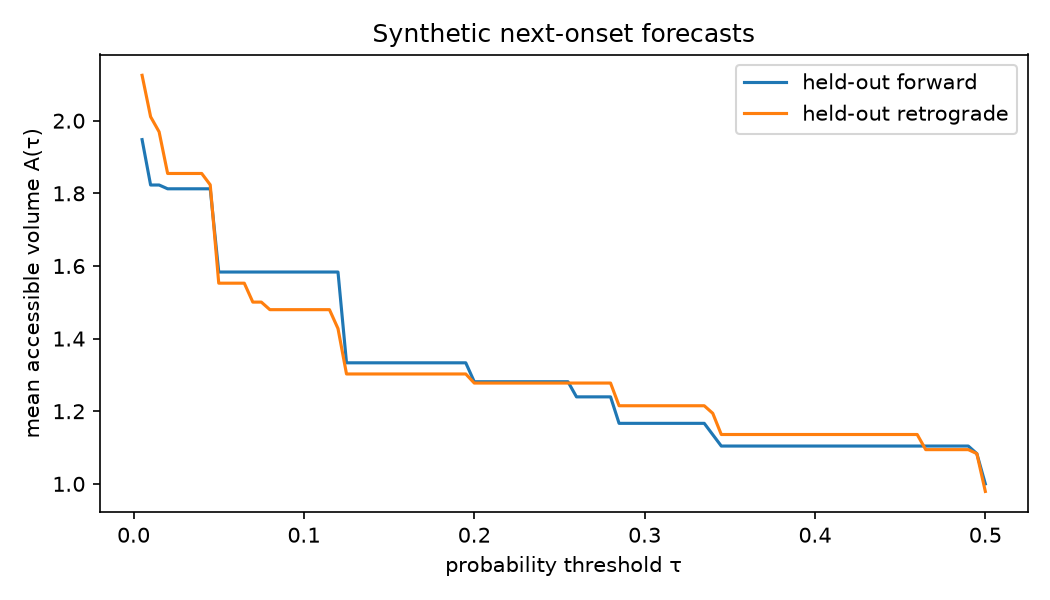 Synthetic next-onset forecasts
held-out forward
held-out retrograde
mean accessible volume A(τ)
2.0
1.8
1.6
1.4
1.2
1.0
0.0 0.1 0.2 0.3 0.4 0.5
probability threshold τ